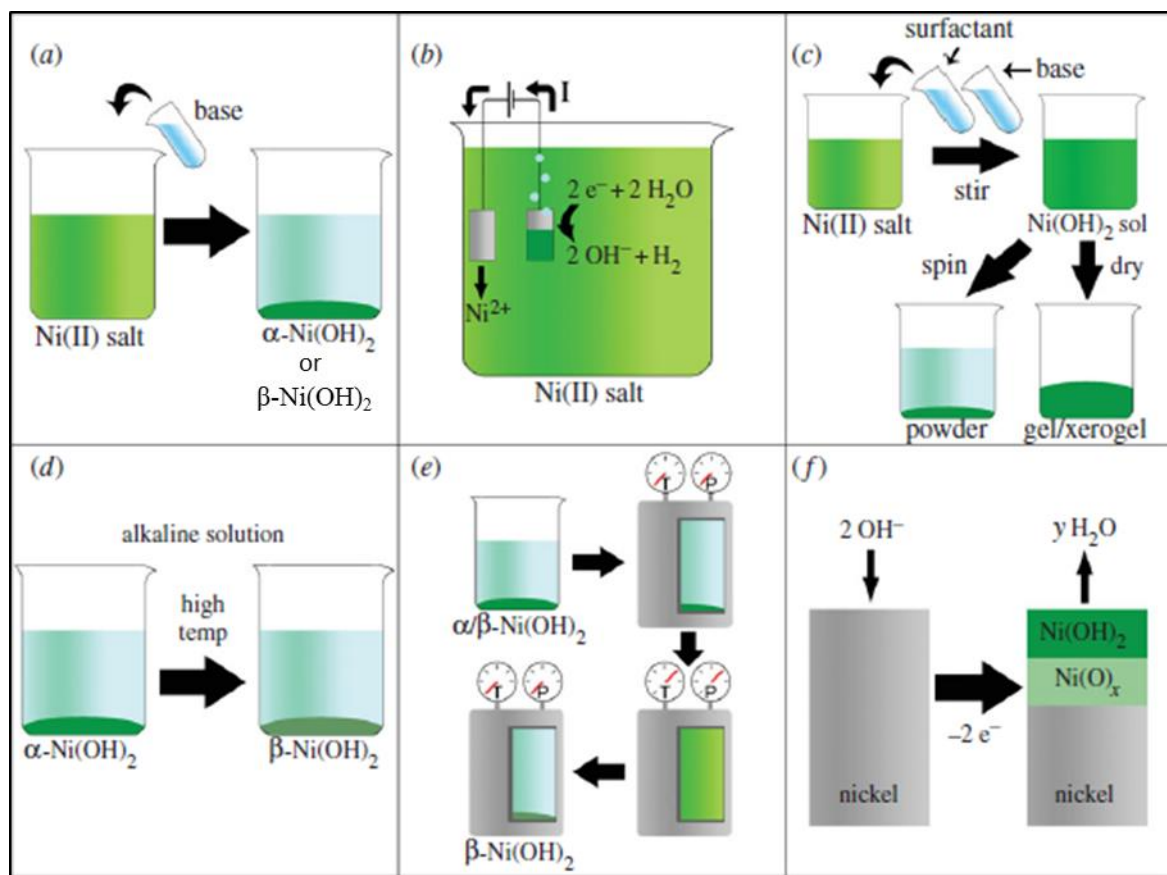 (a)
base
Ni(II) salt
α-Ni(OH)₂
or
β-Ni(OH)₂
(b)
I
2 e⁻ + 2 H₂O
2 OH⁻ + H₂
Ni²⁺
Ni(II) salt
(c)
surfactant
base
stir
Ni(II) salt
Ni(OH)₂ sol
spin
dry
powder
gel/xerogel
(d)
alkaline solution
high
temp
α-Ni(OH)₂
β-Ni(OH)₂
(e)
T P
α/β-Ni(OH)₂
T P
T P
β-Ni(OH)₂
(f)
2 OH⁻
y H₂O
Ni(OH)₂
Ni(O)ₓ
−2 e⁻
nickel
nickel